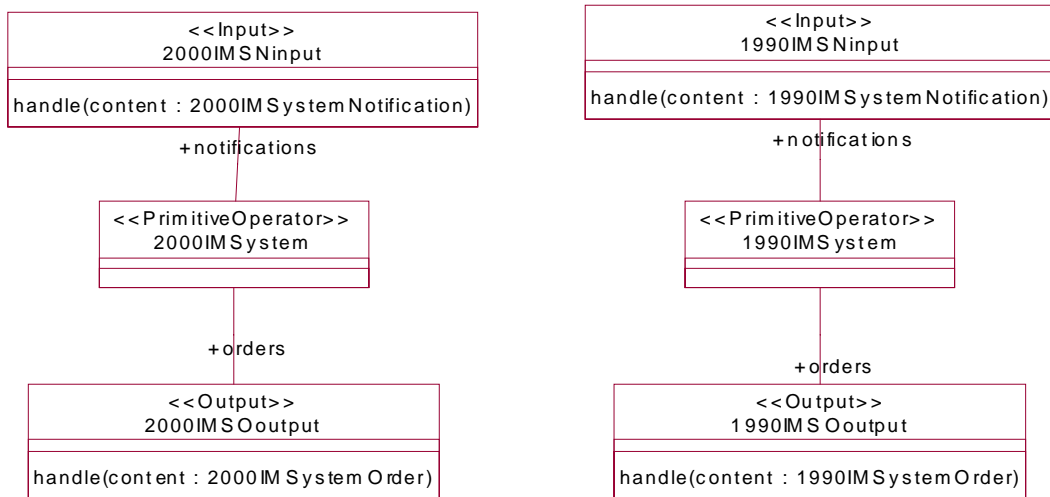 <<Input>>
2000IMSNinput
handle(content : 2000IMSystemNotification)
+notifications
<<PrimitiveOperator>>
2000IMSystem
+orders
<<Output>>
2000IMSOoutput
handle(content : 2000IMSystemOrder)
<<Input>>
1990IMSNinput
handle(content : 1990IMSystemNotification)
+notifications
<<PrimitiveOperator>>
1990IMSystem
+orders
<<Output>>
1990IMSOoutput
handle(content : 1990IMSystemOrder)